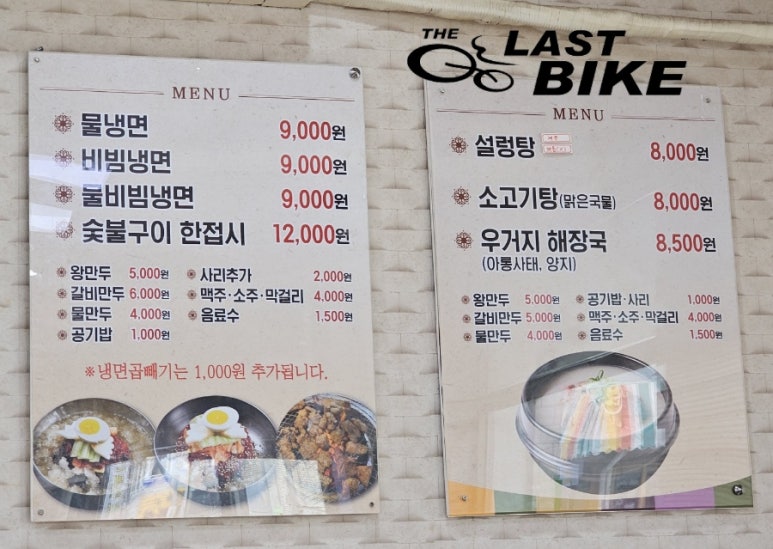 THE LAST
BIKE
MENU
물냉면 9,000원
비빔냉면 9,000원
물비빔냉면 9,000원
숯불구이 한접시 12,000원
왕만두 5,000원
갈비만두 6,000원
물만두 4,000원
공기밥 1,000원
사리추가 2,000원
맥주·소주·막걸리 4,000원
음료수 1,500원
※냉면곱빼기는 1,000원 추가됩니다.
MENU
설렁탕 8,000원
소고기탕(맑은국물) 8,000원
우거지 해장국 8,500원
(아롱사태, 양지)
왕만두 5,000원
갈비만두 5,000원
물만두 4,000원
공기밥·사리 1,000원
맥주·소주·막걸리 4,000원
음료수 1,500원